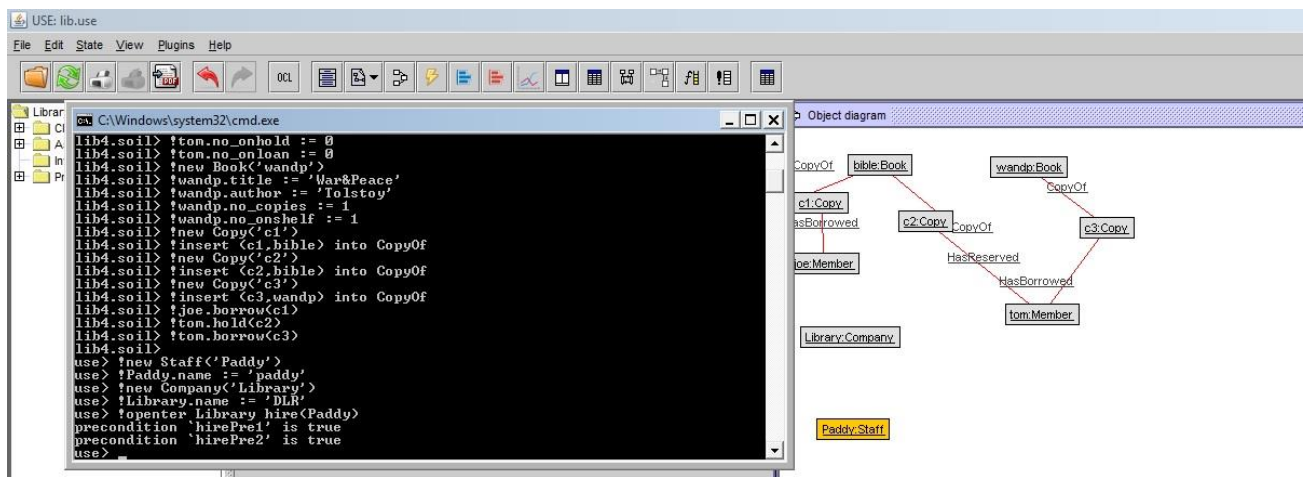 USE: lib.use
File Edit State View Plugins Help
OCL
C:\Windows\system32\cmd.exe
lib4.soil> !tom.no_onhold := 0
lib4.soil> !tom.no_onloan := 0
lib4.soil> !new Book('wandp')
lib4.soil> !wandp.title := 'War&Peace'
lib4.soil> !wandp.author := 'Tolstoy'
lib4.soil> !wandp.no_copies := 1
lib4.soil> !wandp.no_onshelf := 1
lib4.soil> !new Copy('c1')
lib4.soil> !insert (c1,bible) into CopyOf
lib4.soil> !new Copy('c2')
lib4.soil> !insert (c2,bible) into CopyOf
lib4.soil> !new Copy('c3')
lib4.soil> !insert (c3,wandp) into CopyOf
lib4.soil> !joe.borrow(c1)
lib4.soil> !tom.hold(c2)
lib4.soil> !tom.borrow(c3)
lib4.soil>
use> !new Staff('Paddy')
use> !Paddy.name := 'paddy'
use> !new Company('Library')
use> !Library.name := 'DLR'
use> !openter Library hire(Paddy)
precondition `hirePre1' is true
precondition `hirePre2' is true
use> _
Object diagram
CopyOf bible:Book wandp:Book
CopyOf
c1:Copy
c2:Copy CopyOf c3:Copy
HasReserved
joe:Member
HasBorrowed
tom:Member
Library:Company
Paddy:Staff